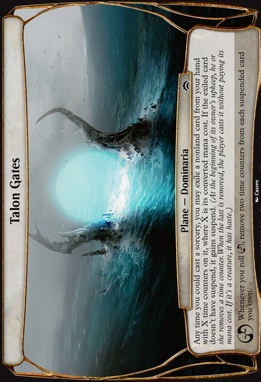 Talon Gates
Plane — Dominaria
Any time you could cast a sorcery, you may exile a nonland card from your hand
with X time counters on it, where X is its converted mana cost. If the exiled card
doesn't have suspend, it gains suspend. (At the beginning of its owner's upkeep, he or
she removes a time counter. When the last is removed, the player casts it without paying its
mana cost. If it's a creature, it has haste.)
Whenever you roll , remove two time counters from each suspended card
you own.